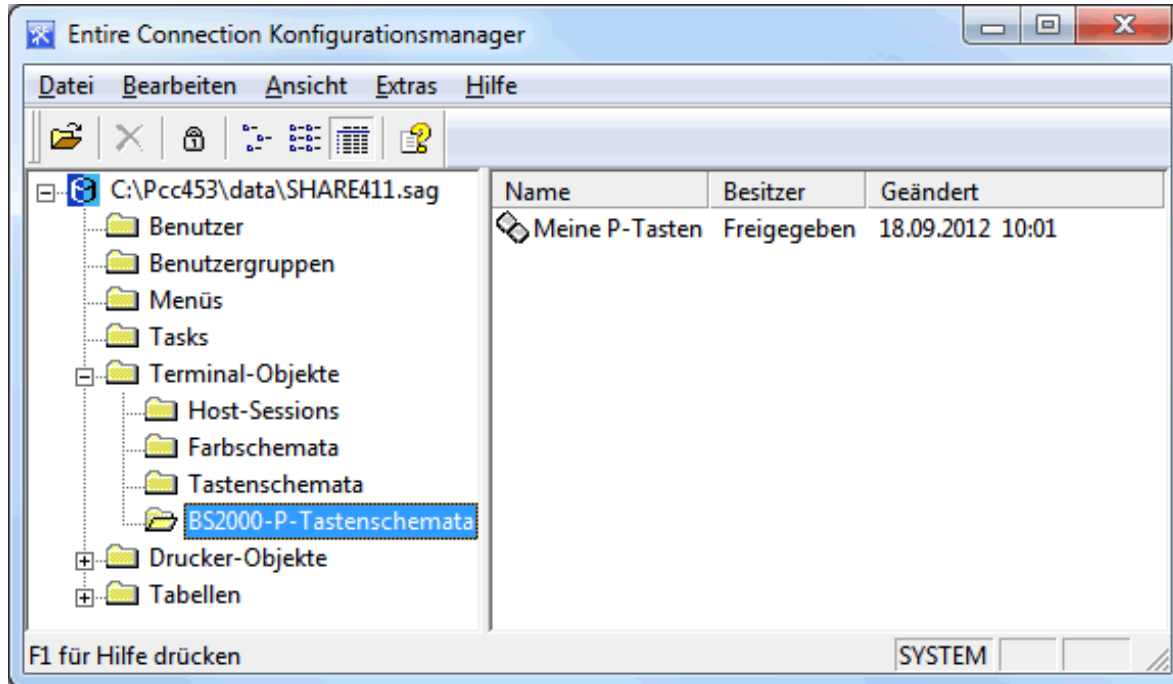 Entire Connection Konfigurationsmanager
Datei Bearbeiten Ansicht Extras Hilfe
C:\Pcc453\data\SHARE411.sag
Benutzer
Benutzergruppen
Menüs
Tasks
Terminal-Objekte
Host-Sessions
Farbschemata
Tastenschemata
BS2000-P-Tastenschemata
Drucker-Objekte
Tabellen
Name Besitzer Geändert
Meine P-Tasten Freigegeben 18.09.2012 10:01
F1 für Hilfe drücken SYSTEM